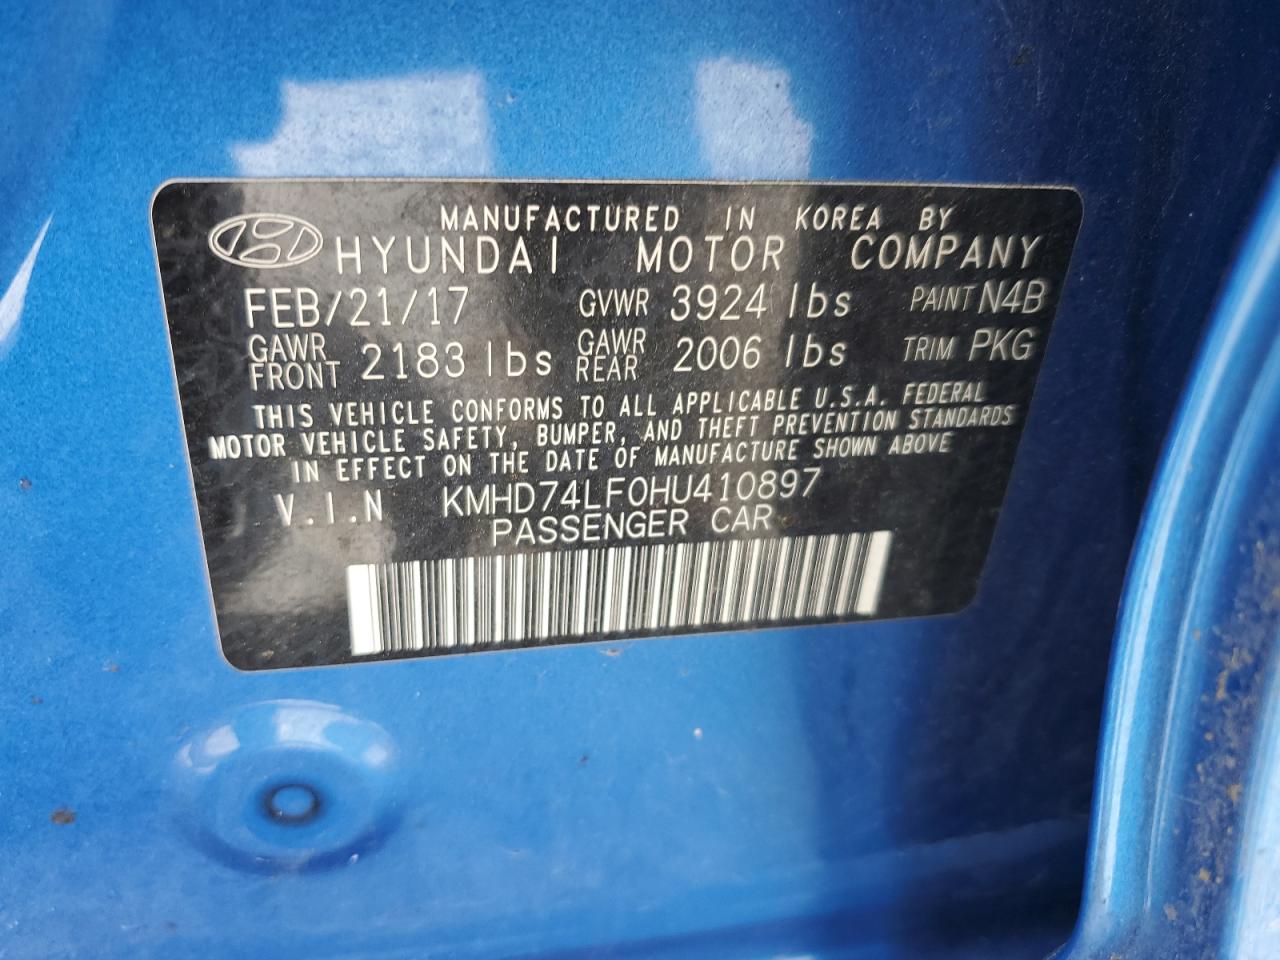 MANUFACTURED IN KOREA BY
HYUNDAI MOTOR COMPANY
FEB/21/17 GVWR 3924 lbs PAINT N4B
GAWR FRONT 2183 lbs GAWR REAR 2006 lbs TRIM PKG
THIS VEHICLE CONFORMS TO ALL APPLICABLE U.S.A. FEDERAL
MOTOR VEHICLE SAFETY, BUMPER, AND THEFT PREVENTION STANDARDS
IN EFFECT ON THE DATE OF MANUFACTURE SHOWN ABOVE
V.I.N KMHD74LF0HU410897
PASSENGER CAR